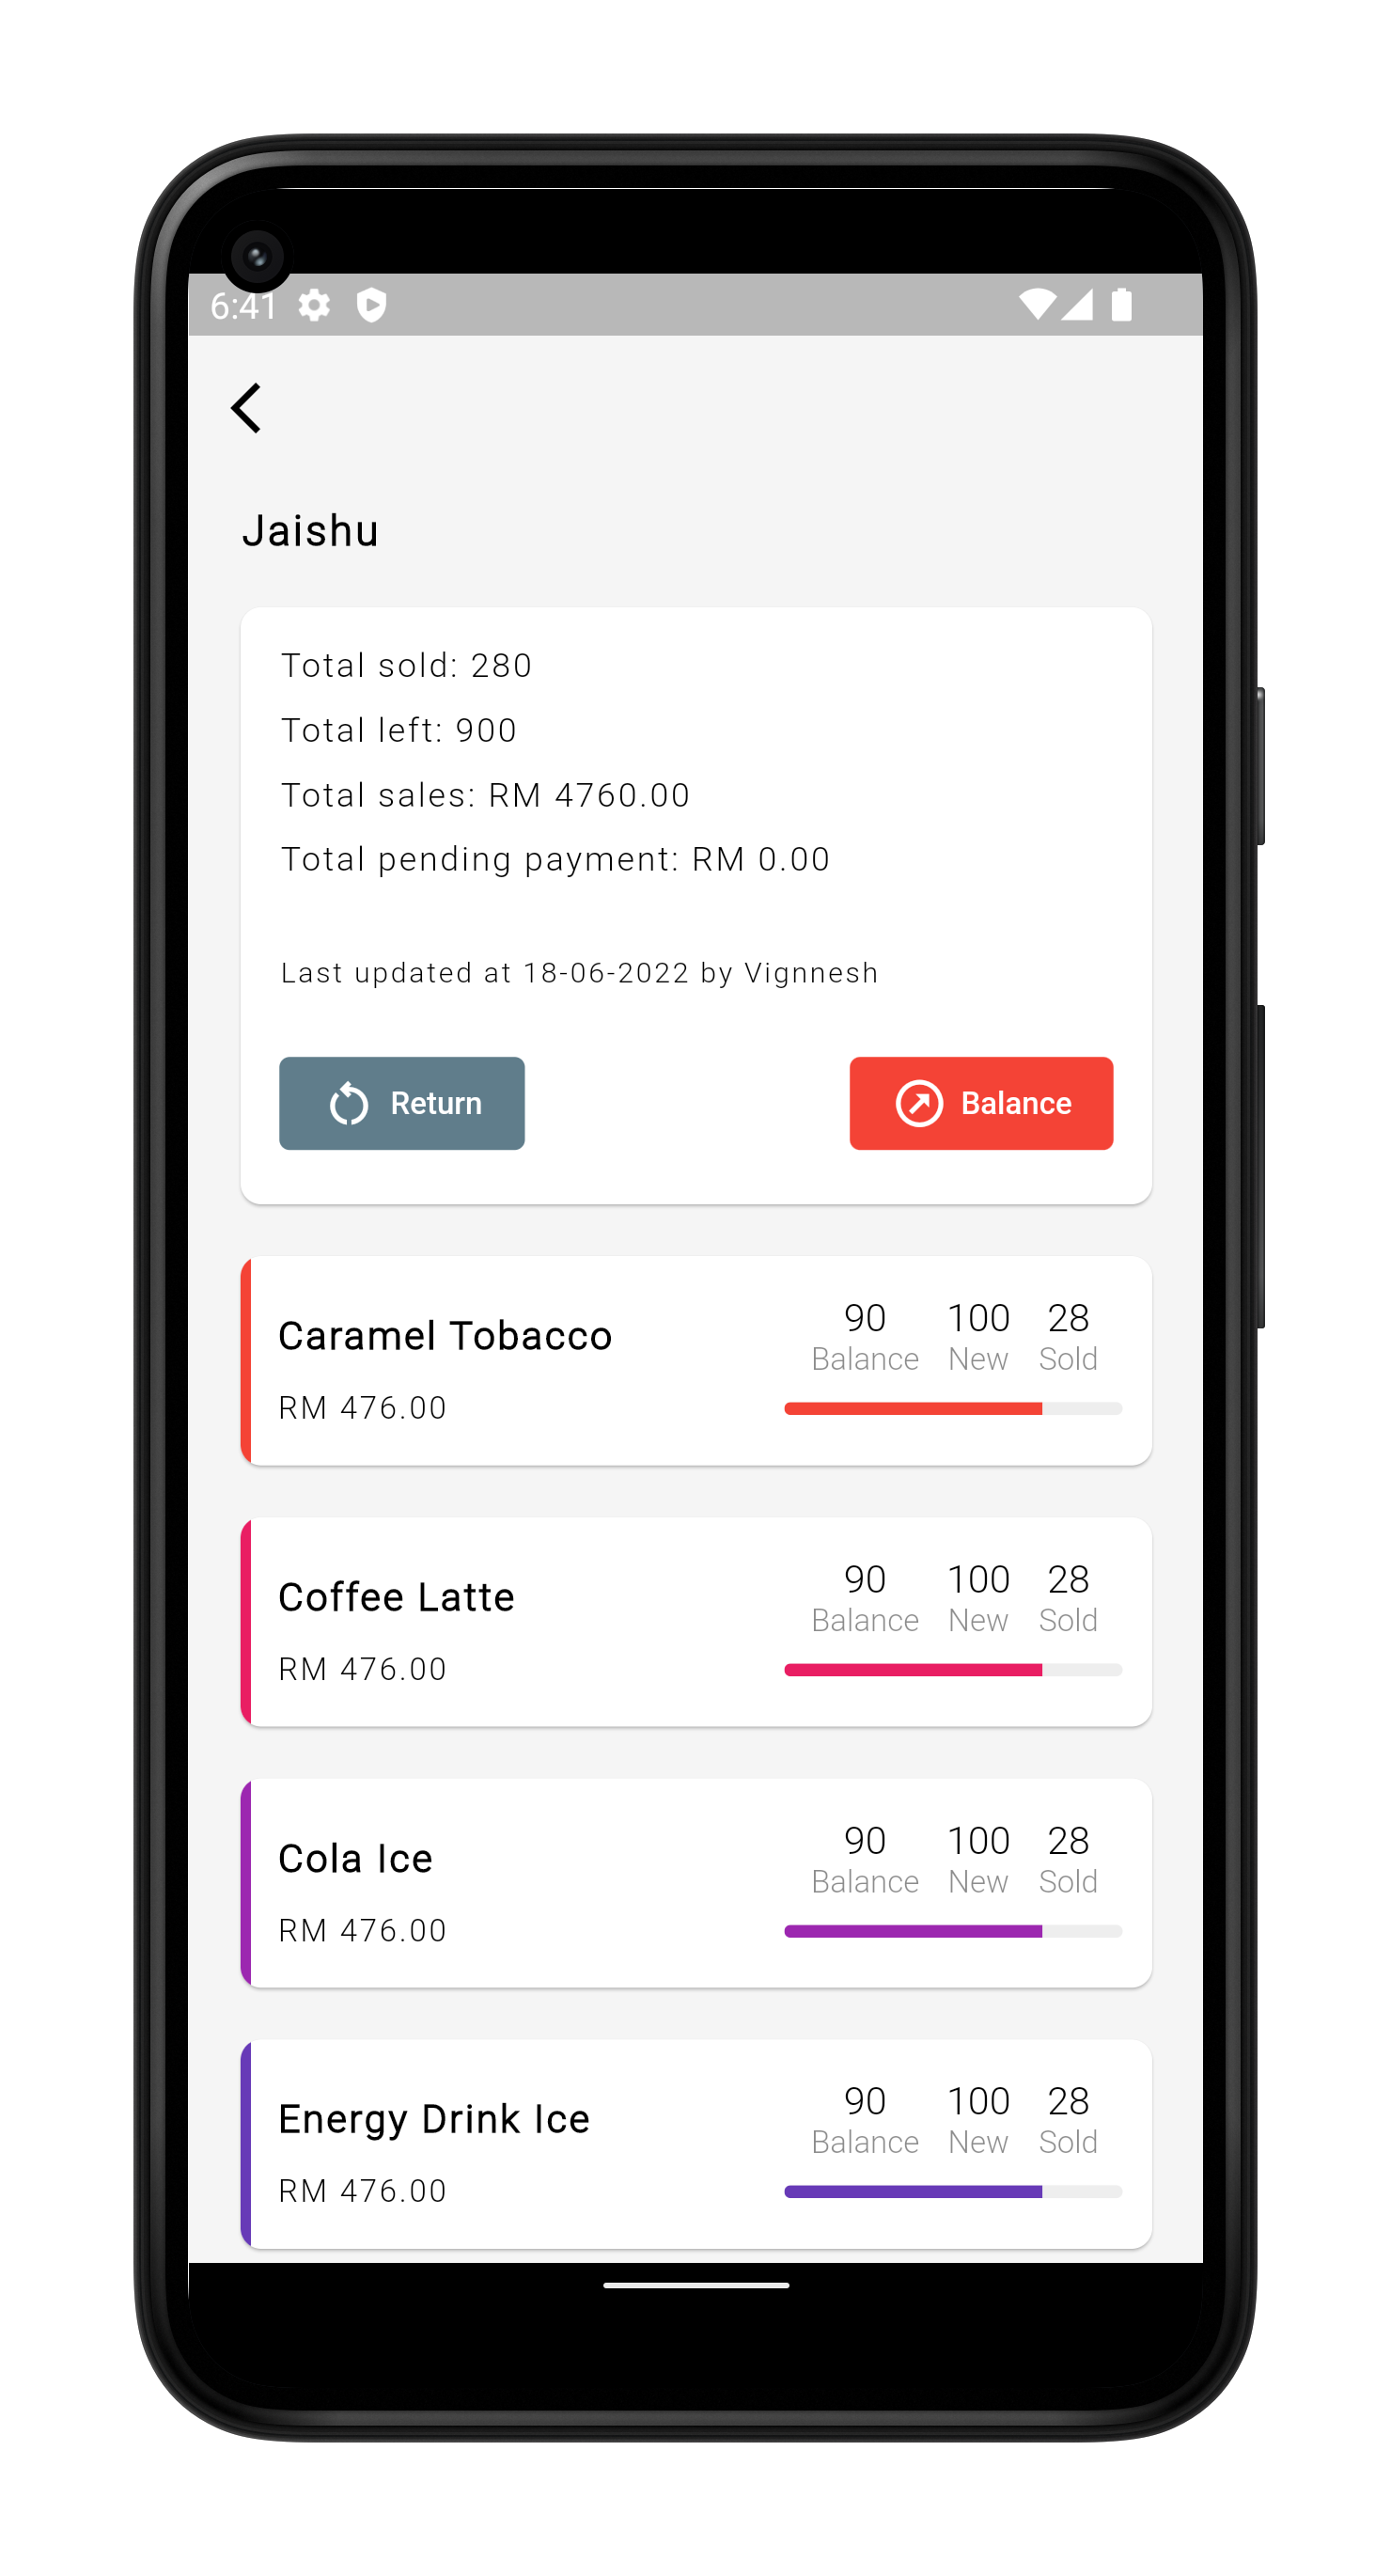 6:41
Jaishu
Total sold: 280
Total left: 900
Total sales: RM 4760.00
Total pending payment: RM 0.00
Last updated at 18-06-2022 by Vignnesh
Return
Balance
Caramel Tobacco
90 100 28
Balance New Sold
RM 476.00
Coffee Latte
90 100 28
Balance New Sold
RM 476.00
Cola Ice
90 100 28
Balance New Sold
RM 476.00
Energy Drink Ice
90 100 28
Balance New Sold
RM 476.00